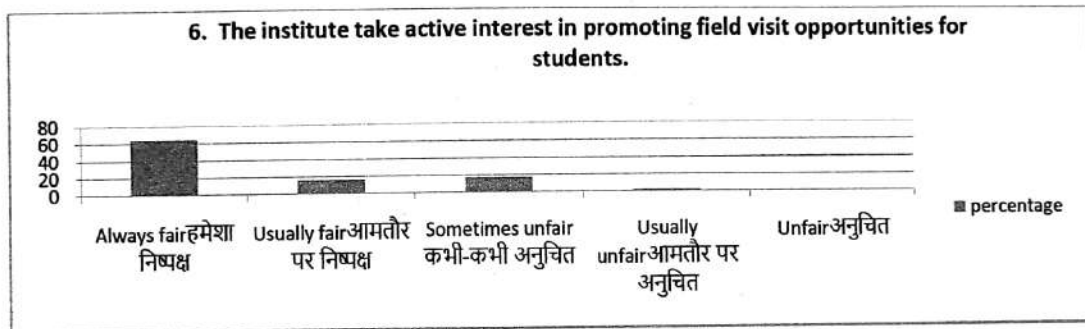 6. The institute take active interest in promoting field visit opportunities for
students.
80
60
40
20
0
Always fairहमेशा
निष्पक्ष
Usually fairआमतौर
पर निष्पक्ष
Sometimes unfair
कभी-कभी अनुचित
Usually
unfairआमतौर पर
अनुचित
Unfairअनुचित
percentage